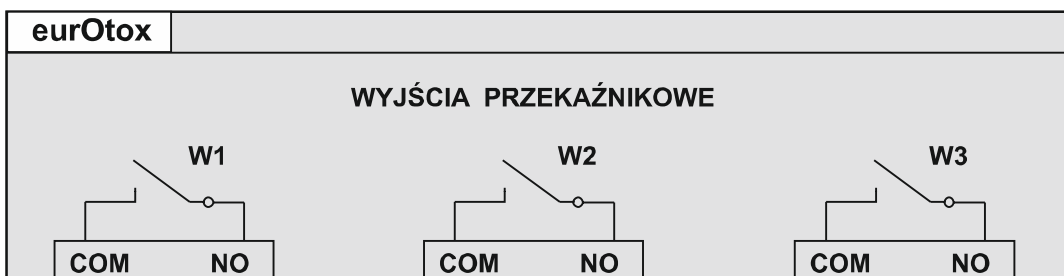 eurOtox
WYJŚCIA PRZEKAŹNIKOWE
W1 W2 W3
COM NO COM NO COM NO